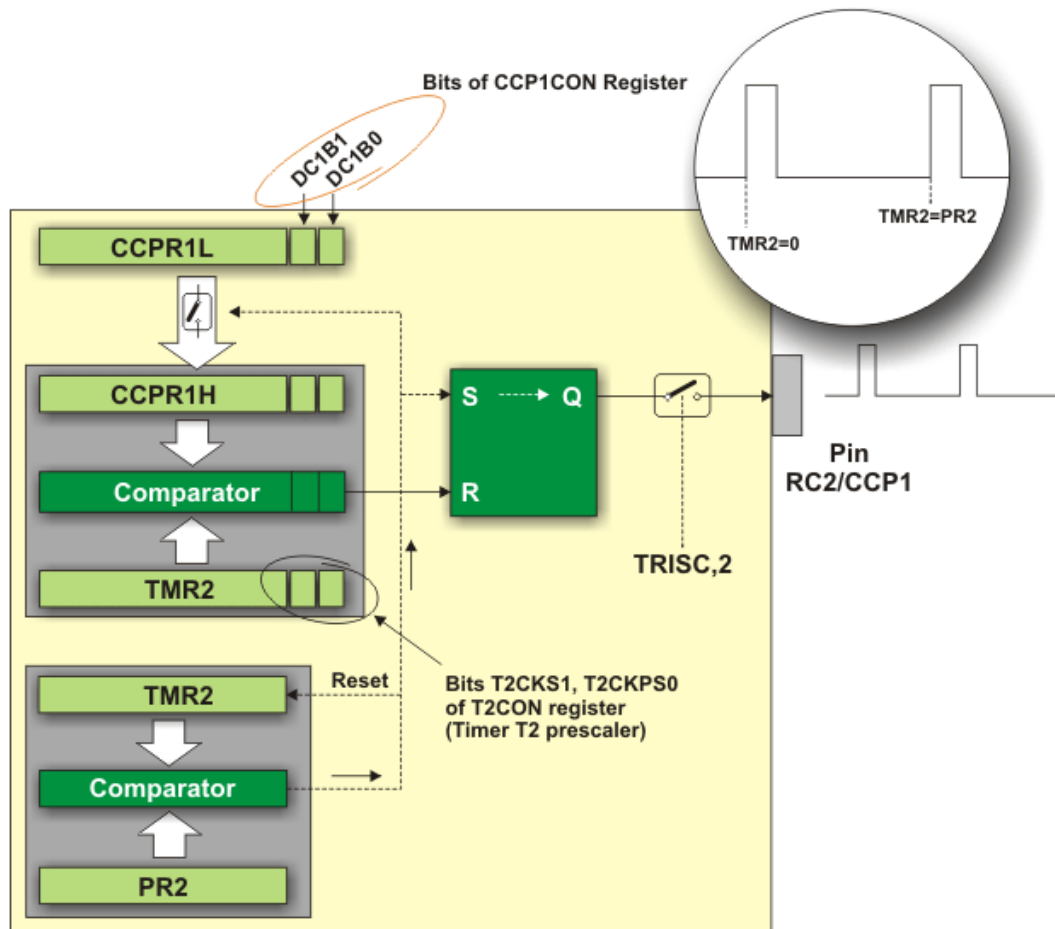 Bits of CCP1CON Register
DC1B1
DC1B0
TMR2=0
TMR2=PR2
CCPR1L
CCPR1H
Comparator
TMR2
S
Q
R
Pin
RC2/CCP1
TRISC,2
Reset
Bits T2CKS1, T2CKPS0
of T2CON register
(Timer T2 prescaler)
TMR2
Comparator
PR2